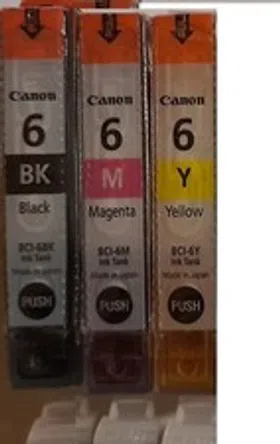 Canon
6
BK
Black
BCI-6BK
Ink Tank
Made in Japan
PUSH
Canon
6
M
Magenta
BCI-6M
Ink Tank
Made in Japan
PUSH
Canon
6
Y
Yellow
BCI-6Y
Ink Tank
Made in Japan
PUSH